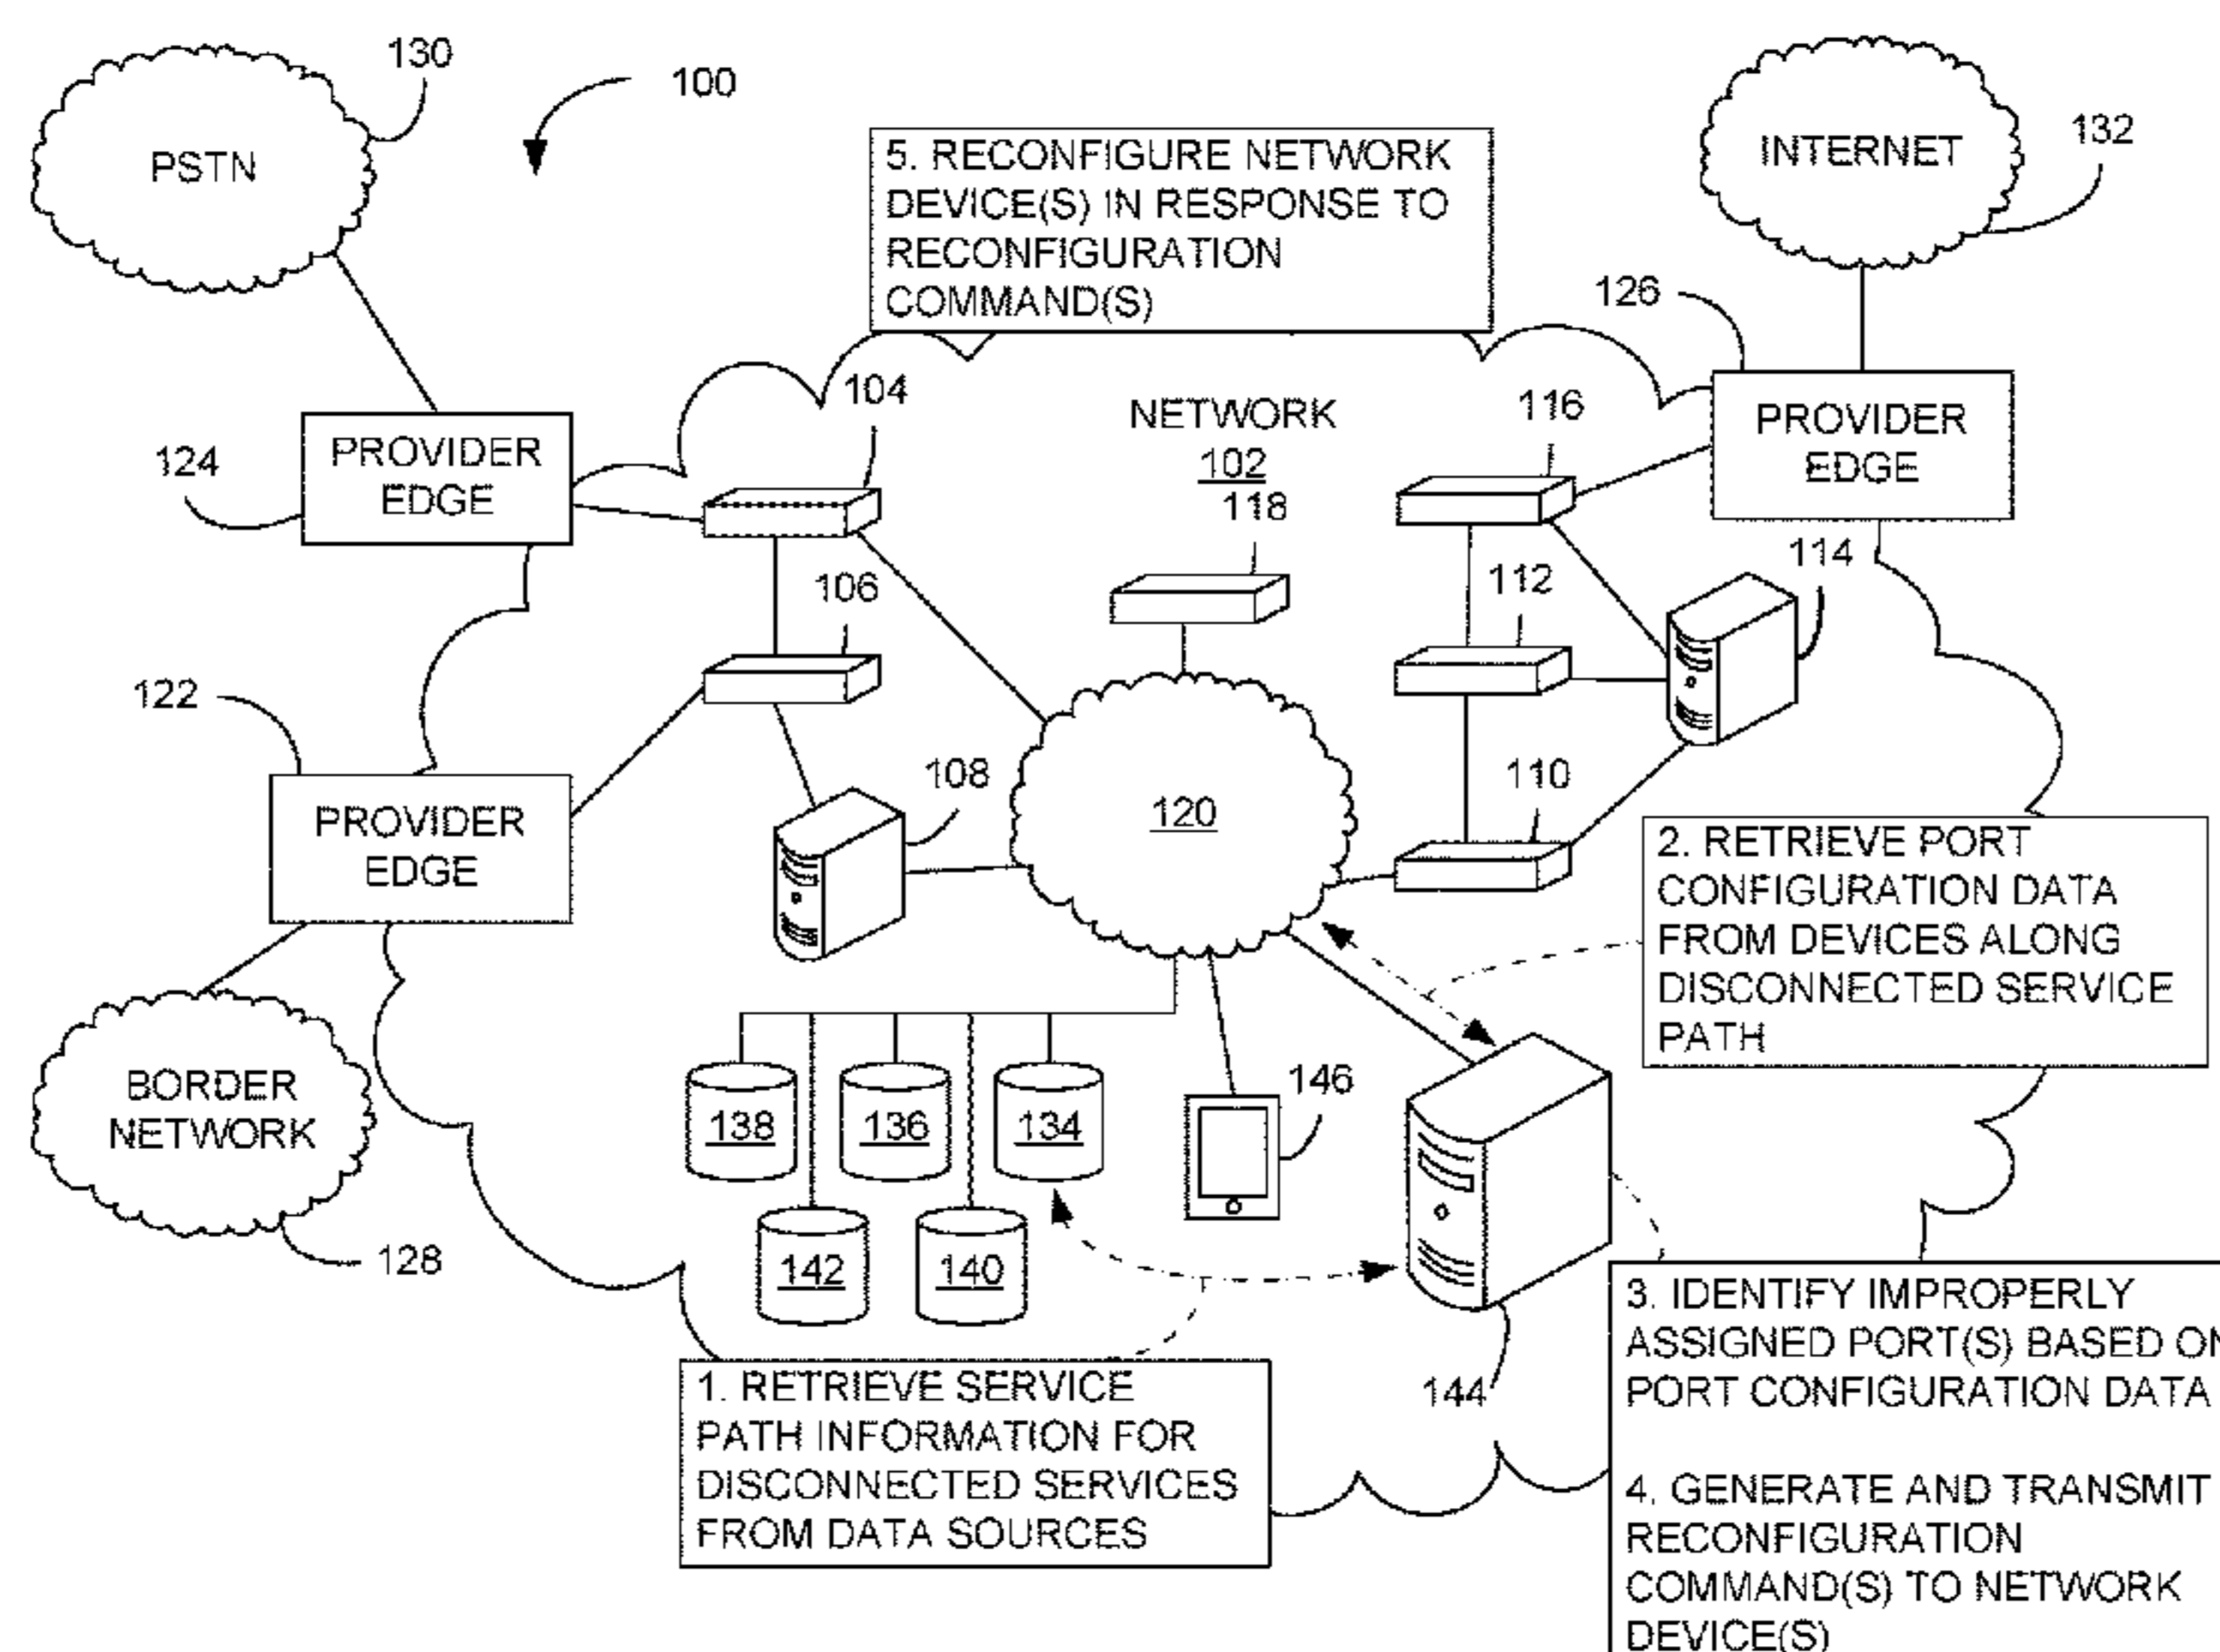 130
100
PSTN
INTERNET
132
5. RECONFIGURE NETWORK
DEVICE(S) IN RESPONSE TO
RECONFIGURATION
COMMAND(S)
126
104
NETWORK
102
116
PROVIDER
EDGE
PROVIDER
EDGE
124
118
114
106
112
122
108
110
120
PROVIDER
EDGE
2. RETRIEVE PORT
CONFIGURATION DATA
FROM DEVICES ALONG
DISCONNECTED SERVICE
PATH
BORDER
NETWORK
138
136
134
146
128
142
140
3. IDENTIFY IMPROPERLY
ASSIGNED PORT(S) BASED ON
PORT CONFIGURATION DATA
144
1. RETRIEVE SERVICE
PATH INFORMATION FOR
DISCONNECTED SERVICES
FROM DATA SOURCES
4. GENERATE AND TRANSMIT
RECONFIGURATION
COMMAND(S) TO NETWORK
DEVICE(S)